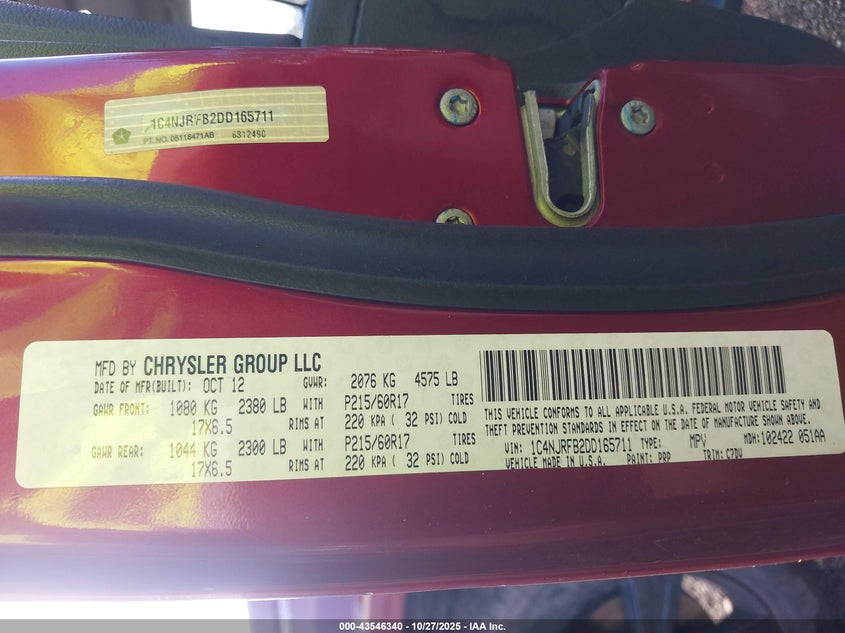 1C4NJRFB2DD165711
PT. NO. 05116471AB 6312490
MFD BY CHRYSLER GROUP LLC
DATE OF MFR(BUILT): OCT 12 GVWR: 2076 KG 4575 LB
GAWR FRONT: 1080 KG 2380 LB WITH P215/60R17 TIRES
17X6.5 RIMS AT 220 KPA ( 32 PSI) COLD
GAWR REAR: 1044 KG 2300 LB WITH P215/60R17 TIRES
17X6.5 RIMS AT 220 KPA ( 32 PSI) COLD
THIS VEHICLE CONFORMS TO ALL APPLICABLE U.S.A. FEDERAL MOTOR VEHICLE SAFETY AND
THEFT PREVENTION STANDARDS IN EFFECT ON THE DATE OF MANUFACTURE SHOWN ABOVE.
VIN: 1C4NJRFB2DD165711 TYPE: MPV MDH: 102422 051AA
VEHICLE MADE IN U.S.A. PAINT: PRP TRIM: C7DV
000-43546340 - 10/27/2025 - IAA Inc.